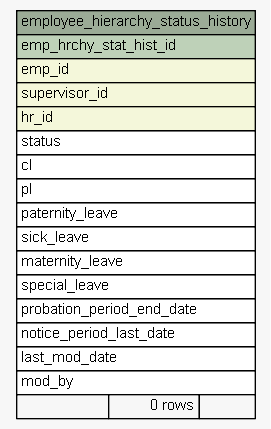 employee_hierarchy_status_history
emp_hrchy_stat_hist_id
emp_id
supervisor_id
hr_id
status
cl
pl
paternity_leave
sick_leave
maternity_leave
special_leave
probation_period_end_date
notice_period_last_date
last_mod_date
mod_by
0 rows